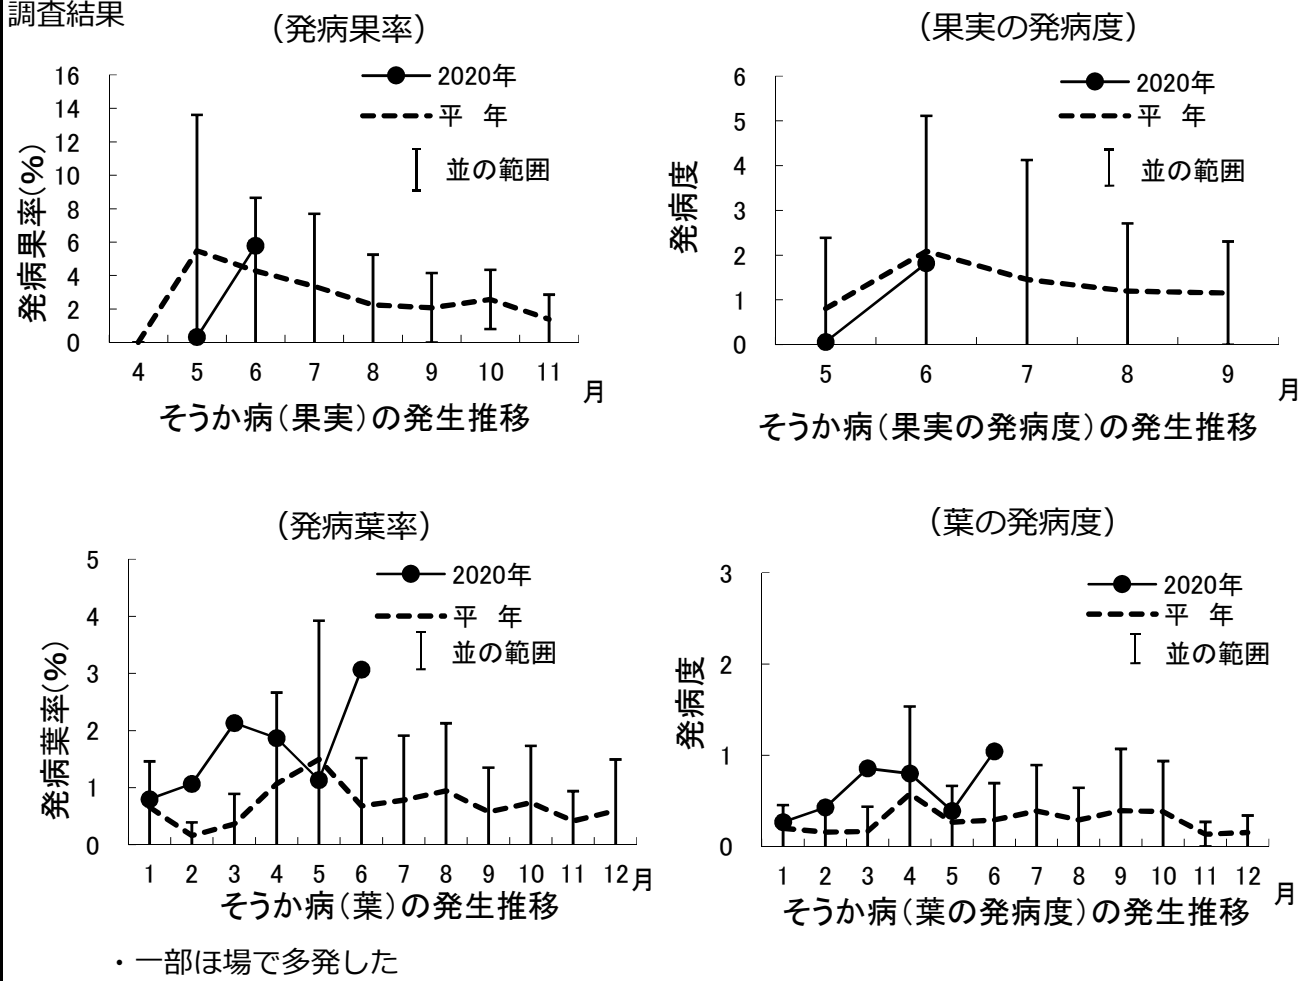 調査結果
（発病果率）
発病果率(%)
16
14
12
10
8
6
4
2
0
2020年
平　年
並の範囲
4 5 6 7 8 9 10 11 月
そうか病（果実）の発生推移
（果実の発病度）
発病度
6
5
4
3
2
1
0
2020年
平　年
並の範囲
5 6 7 8 9 月
そうか病（果実の発病度）の発生推移
（発病葉率）
発病葉率(%)
5
4
3
2
1
0
2020年
平　年
並の範囲
1 2 3 4 5 6 7 8 9 10 11 12 月
そうか病（葉）の発生推移
（葉の発病度）
発病度
3
2
1
0
2020年
平　年
並の範囲
1 2 3 4 5 6 7 8 9 10 11 12 月
そうか病（葉の発病度）の発生推移
・一部ほ場で多発した